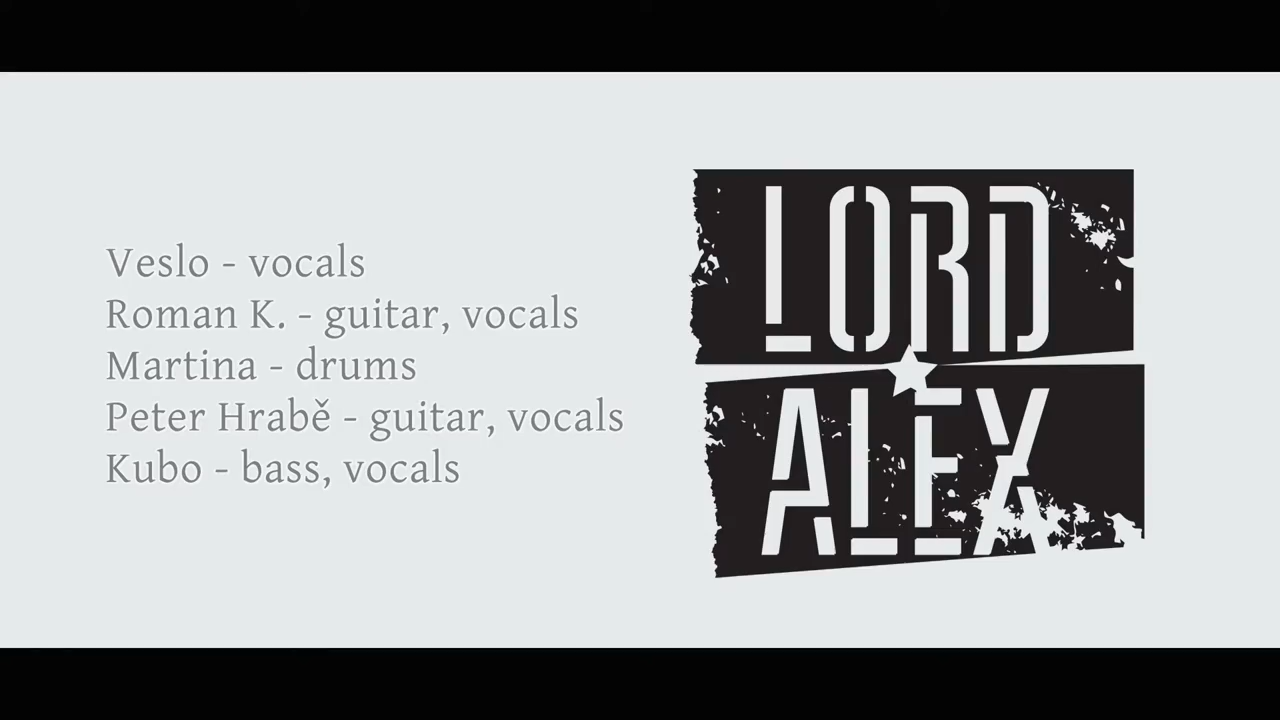 Veslo - vocals
Roman K. - guitar, vocals
Martina - drums
Peter Hrabě - guitar, vocals
Kubo - bass, vocals
LORD
ALEX